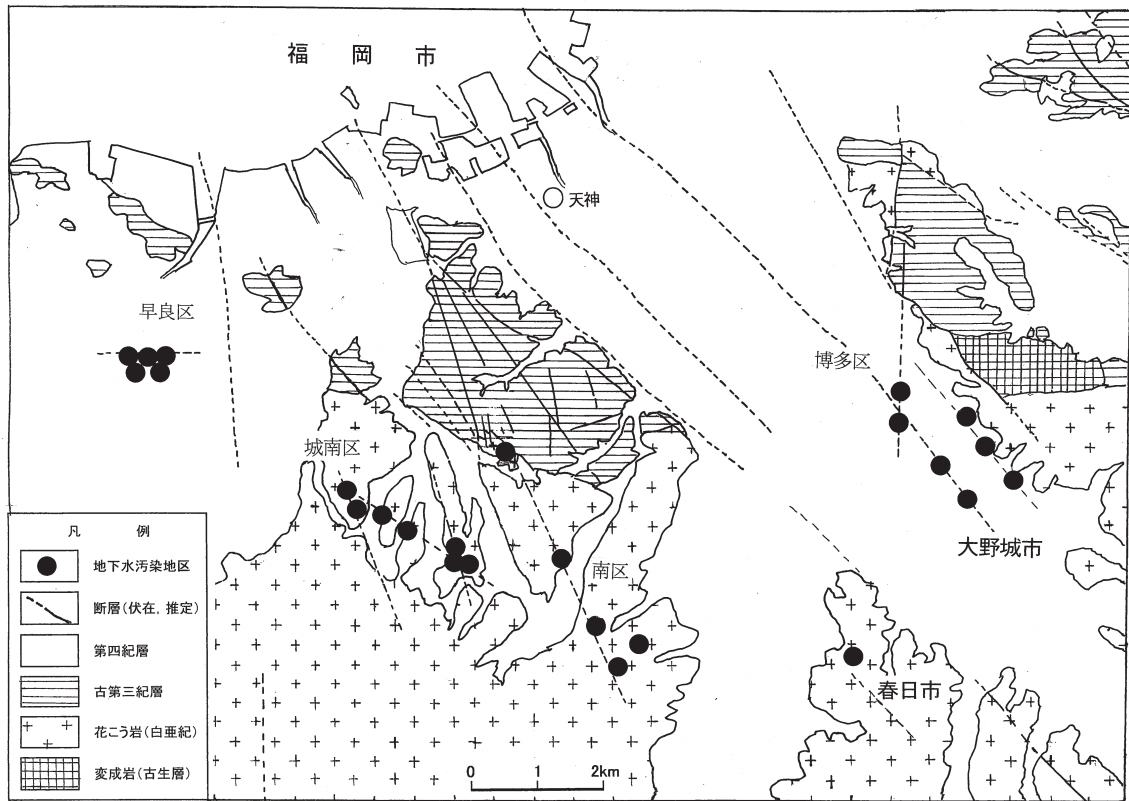 福岡市
天神
早良区
博多区
城南区
大野城市
南区
春日市
凡例
地下水汚染地区
断層(伏在,推定)
第四紀層
古第三紀層
花こう岩(白亜紀)
変成岩(古生層)
0 1 2km